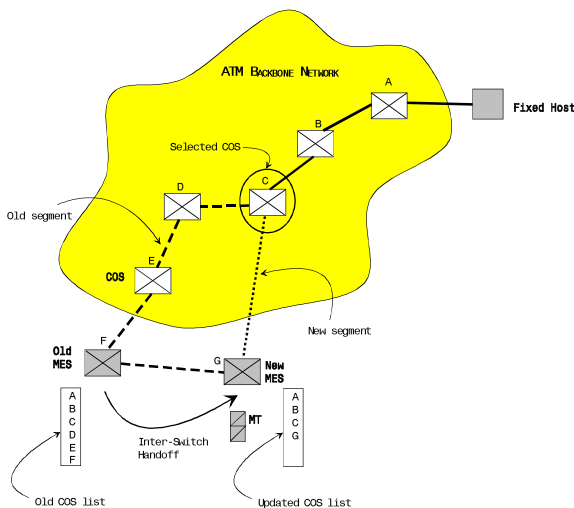 ATM BACKBONE NETWORK
A
Fixed Host
B
Selected COS
C
D
Old segment
E
COS
New segment
F
Old
MES
G
New
MES
A
B
C
D
E
F
MT
A
B
C
G
Inter-Switch
Handoff
Old COS list
Updated COS list